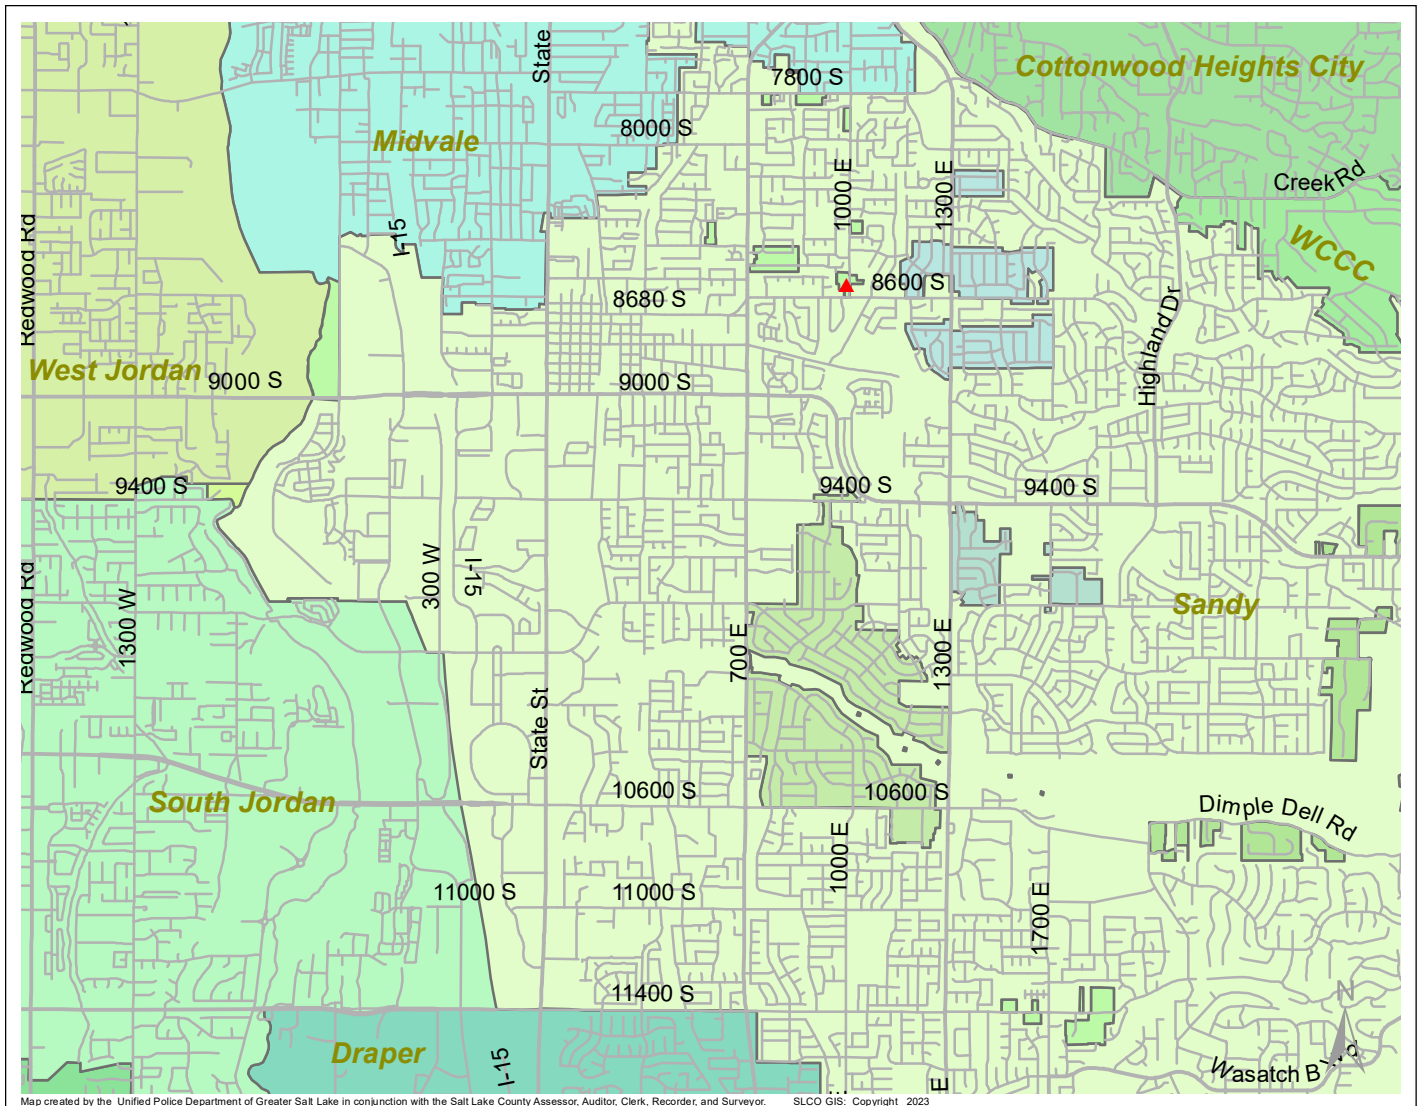 State
Cottonwood Heights City
7800 S
8000 S
Midvale
1000 E
1300 E
Creek Rd
Redwood Rd
I-15
WCCC
8680 S
8600 S
Highland Dr
West Jordan
9000 S
9000 S
9400 S
9400 S
9400 S
300 W
I-15
Redwood Rd
1300 W
Sandy
700 E
1300 E
State St
South Jordan
10600 S
10600 S
Dimple Dell Rd
1000 E
11000 S
11000 S
1700 E
11400 S
N
Draper
I-15
E
Wasatch Blvd
Map created by the Unified Police Department of Greater Salt Lake in conjunction with the Salt Lake County Assessor, Auditor, Clerk, Recorder, and Surveyor. SLCO GIS: Copyright 2023